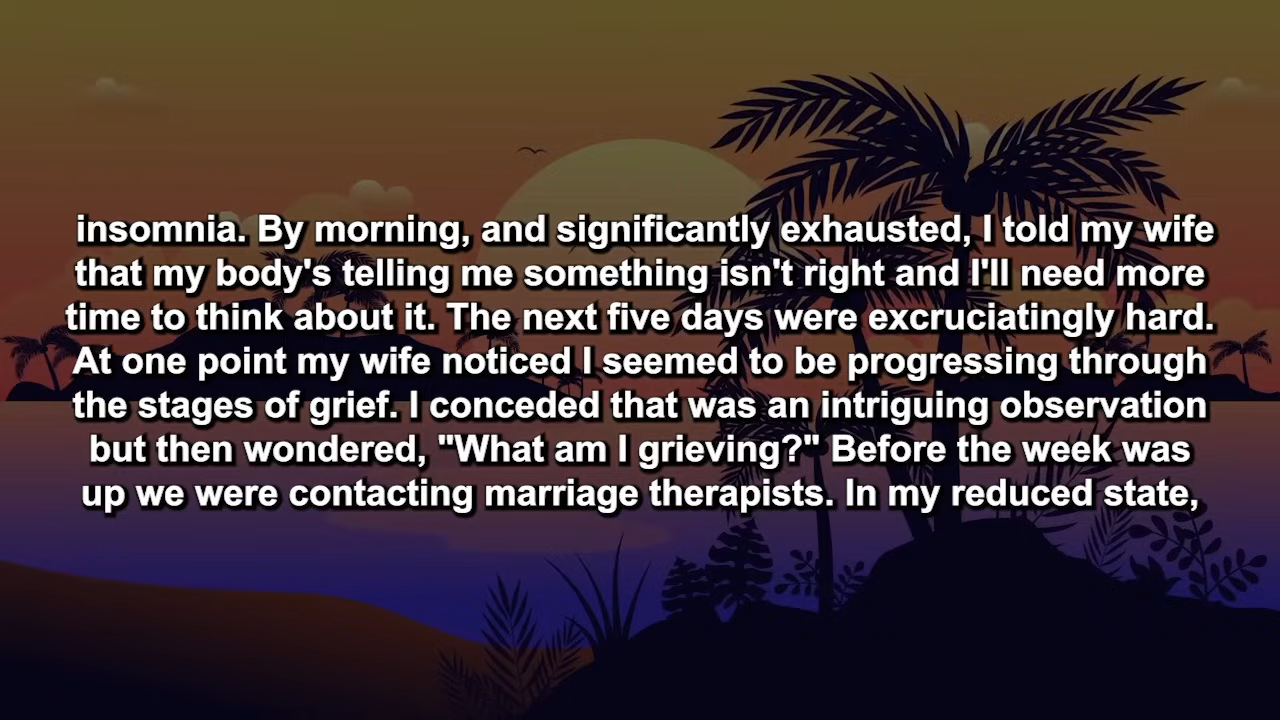 insomnia. By morning, and significantly exhausted, I told my wife
that my body's telling me something isn't right and I'll need more
time to think about it. The next five days were excruciatingly hard.
At one point my wife noticed I seemed to be progressing through
the stages of grief. I conceded that was an intriguing observation
but then wondered, "What am I grieving?" Before the week was
up we were contacting marriage therapists. In my reduced state,